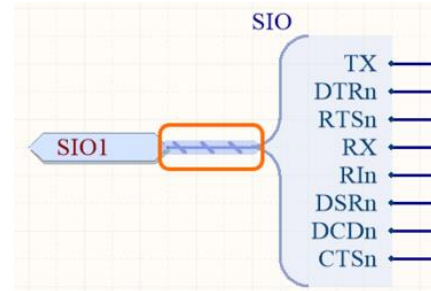 SIO
TX
DTRn
RTSn
SIO1
RX
RIn
DSRn
DCDn
CTSn